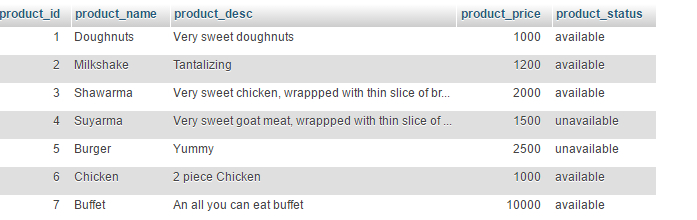 product_id product_name product_desc product_price product_status
1 Doughnuts Very sweet doughnuts 1000 available
2 Milkshake Tantalizing 1200 available
3 Shawarma Very sweet chicken, wrappped with thin slice of br... 2000 available
4 Suyarma Very sweet goat meat, wrappped with thin slice of ... 1500 unavailable
5 Burger Yummy 2500 unavailable
6 Chicken 2 piece Chicken 1000 available
7 Buffet An all you can eat buffet 10000 available